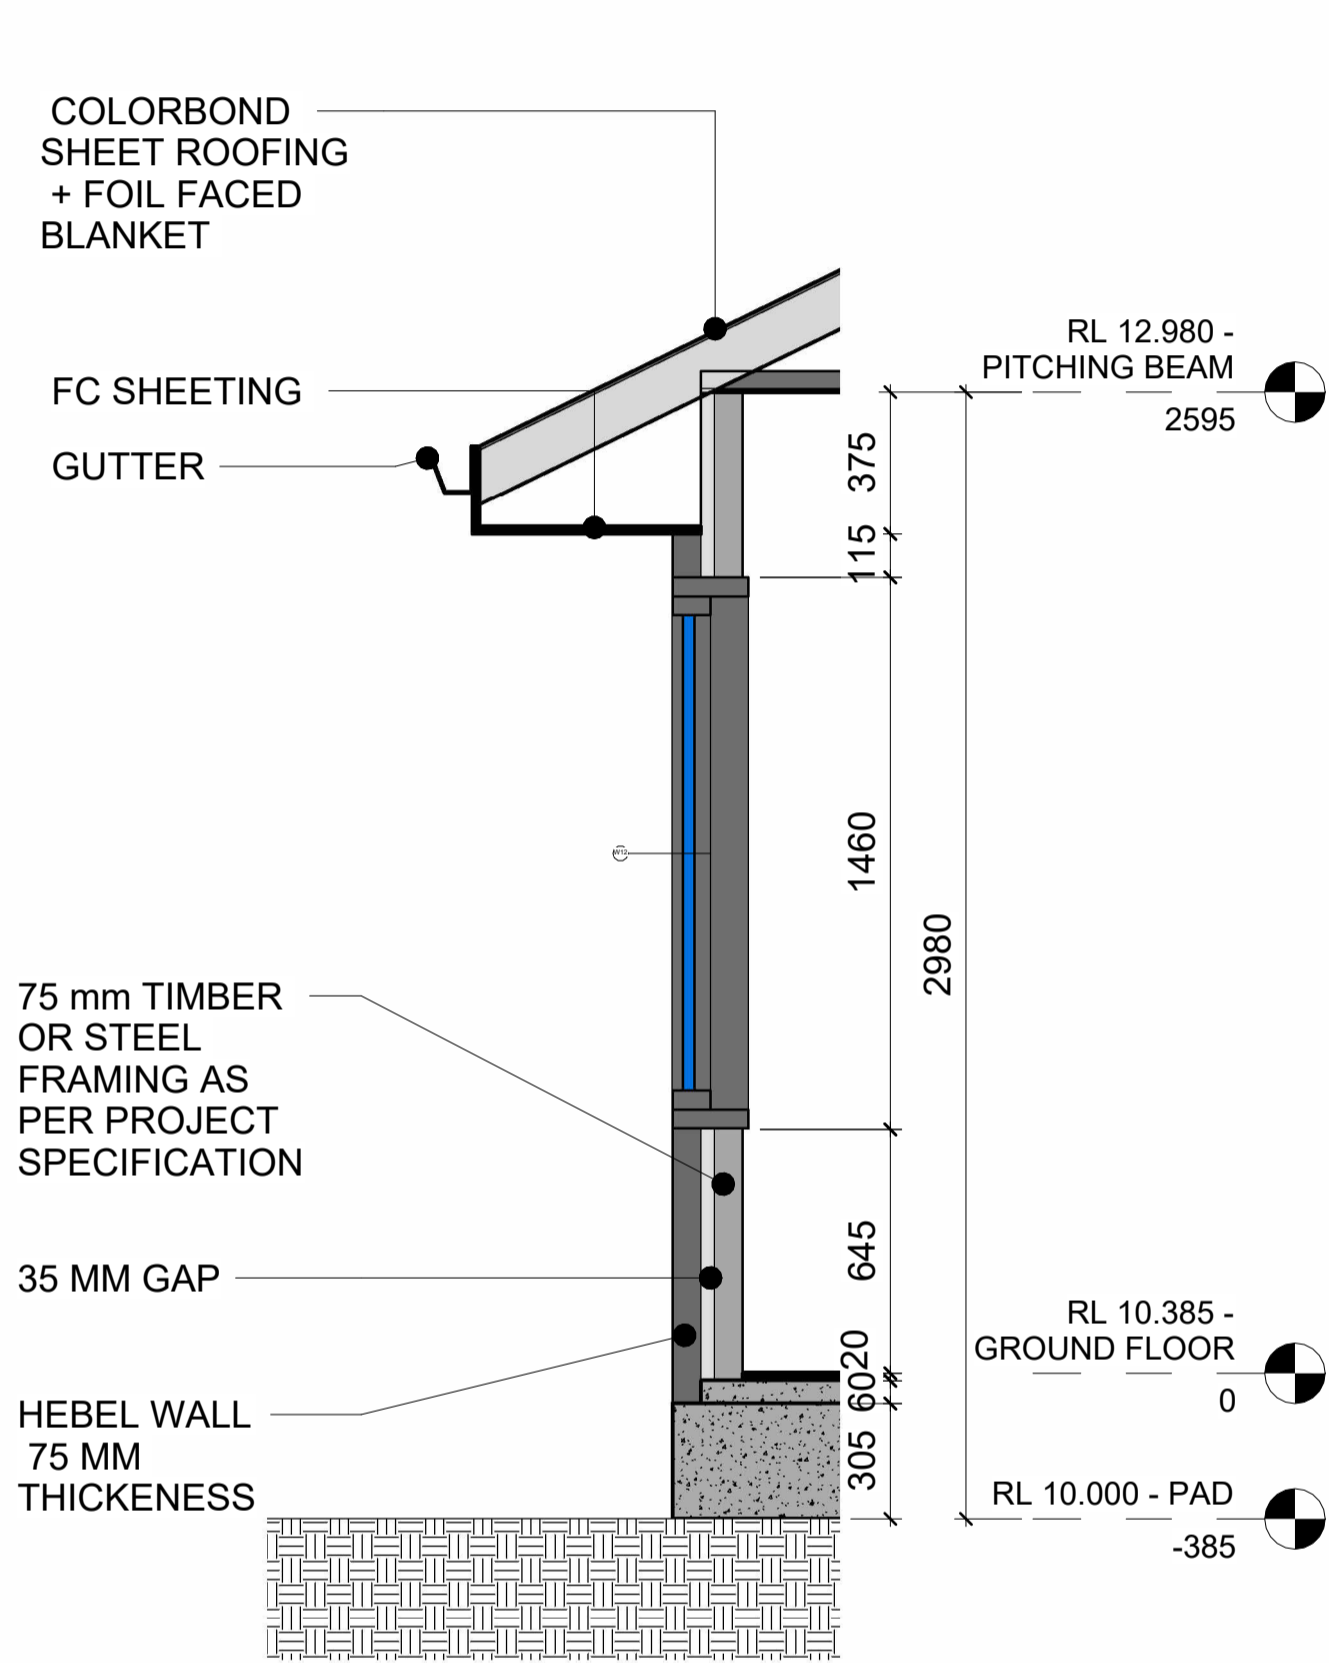 COLORBOND
SHEET ROOFING
+ FOIL FACED
BLANKET
RL 12.980 -
PITCHING BEAM
2595
FC SHEETING
GUTTER
375
115
1460
W12
2980
75 mm TIMBER
OR STEEL
FRAMING AS
PER PROJECT
SPECIFICATION
645
35 MM GAP
RL 10.385 -
GROUND FLOOR
0
20
60
HEBEL WALL
75 MM
THICKENESS
305
RL 10.000 - PAD
-385